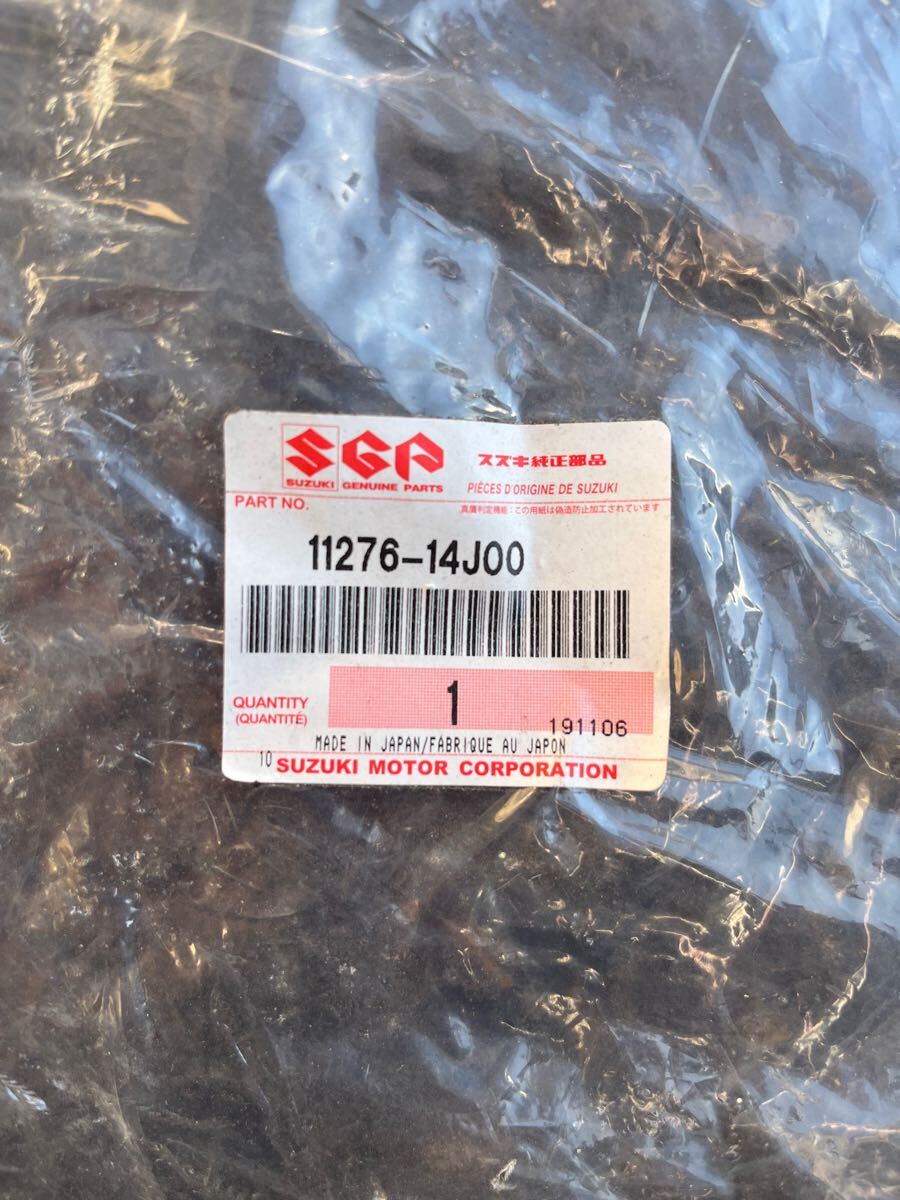 SGP
スズキ純正部品
SUZUKI GENUINE PARTS
PIÈCES D'ORIGINE DE SUZUKI
PART NO.
真贋判定機能:この用紙は偽造防止加工されています
11276-14J00
QUANTITY
(QUANTITÉ)
1
191106
MADE IN JAPAN/FABRIQUE AU JAPON
10
SUZUKI MOTOR CORPORATION